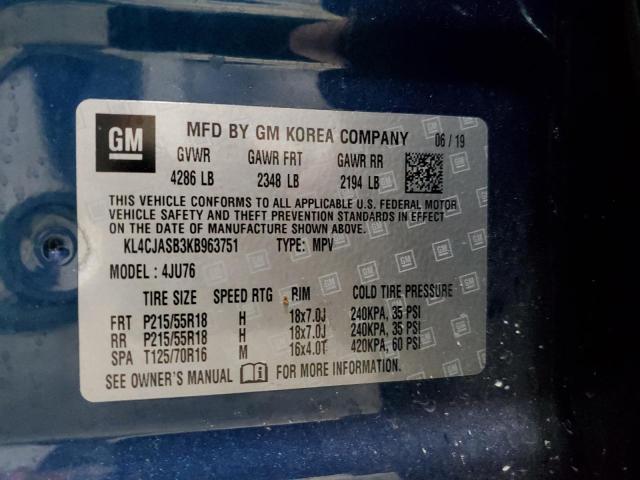 GM MFD BY GM KOREA COMPANY 06/19
GVWR GAWR FRT GAWR RR
4286 LB 2348 LB 2194 LB
THIS VEHICLE CONFORMS TO ALL APPLICABLE U.S. FEDERAL MOTOR
VEHICLE SAFETY AND THEFT PREVENTION STANDARDS IN EFFECT
ON THE DATE OF MANUFACTURE SHOWN ABOVE.
KL4CJASB3KB963751 TYPE: MPV
MODEL : 4JU76
TIRE SIZE SPEED RTG RIM COLD TIRE PRESSURE
FRT P215/55R18 H 18x7.0J 240KPA, 35 PSI
RR P215/55R18 H 18x7.0J 240KPA, 35 PSI
SPA T125/70R16 M 16x4.0T 420KPA, 60 PSI
SEE OWNER'S MANUAL FOR MORE INFORMATION.